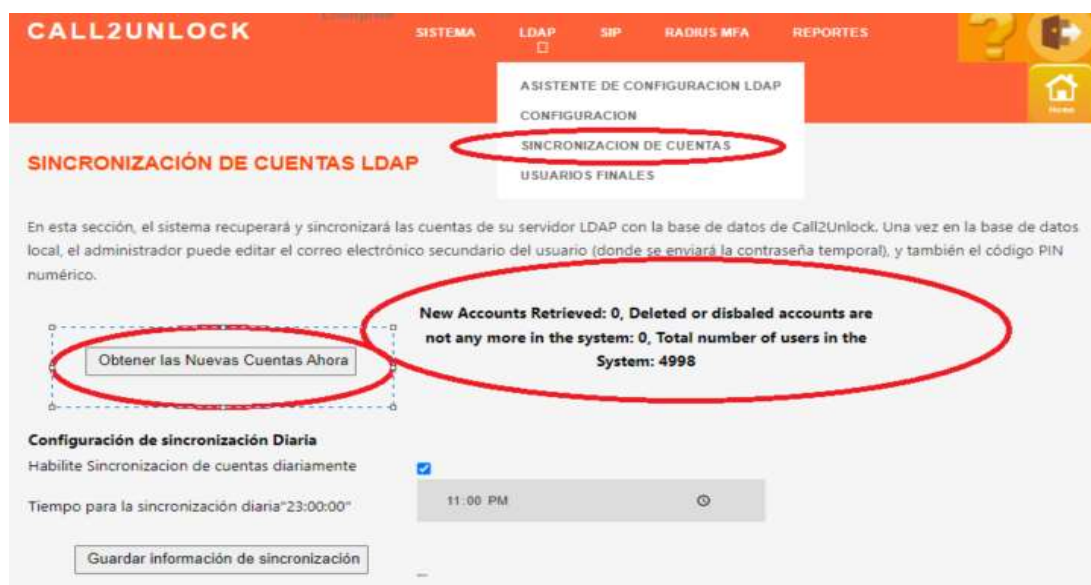 CALL2UNLOCK
SISTEMA LDAP SIP RADIUS MFA REPORTES
Home
ASISTENTE DE CONFIGURACION LDAP
CONFIGURACION
SINCRONIZACION DE CUENTAS
USUARIOS FINALES
SINCRONIZACIÓN DE CUENTAS LDAP
En esta sección, el sistema recuperará y sincronizará las cuentas de su servidor LDAP con la base de datos de Call2Unlock. Una vez en la base de datos
local, el administrador puede editar el correo electrónico secundario del usuario (donde se enviará la contraseña temporal), y también el código PIN
numérico.
New Accounts Retrieved: 0, Deleted or disbaled accounts are
not any more in the system: 0, Total number of users in the
System: 4998
Obtener las Nuevas Cuentas Ahora
Configuración de sincronización Diaria
Habilite Sincronizacion de cuentas diariamente
Tiempo para la sincronización diaria"23:00:00"
11:00 PM
Guardar información de sincronización